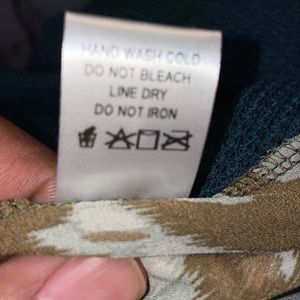 HAND WASH COLD
DO NOT BLEACH
LINE DRY
DO NOT IRON